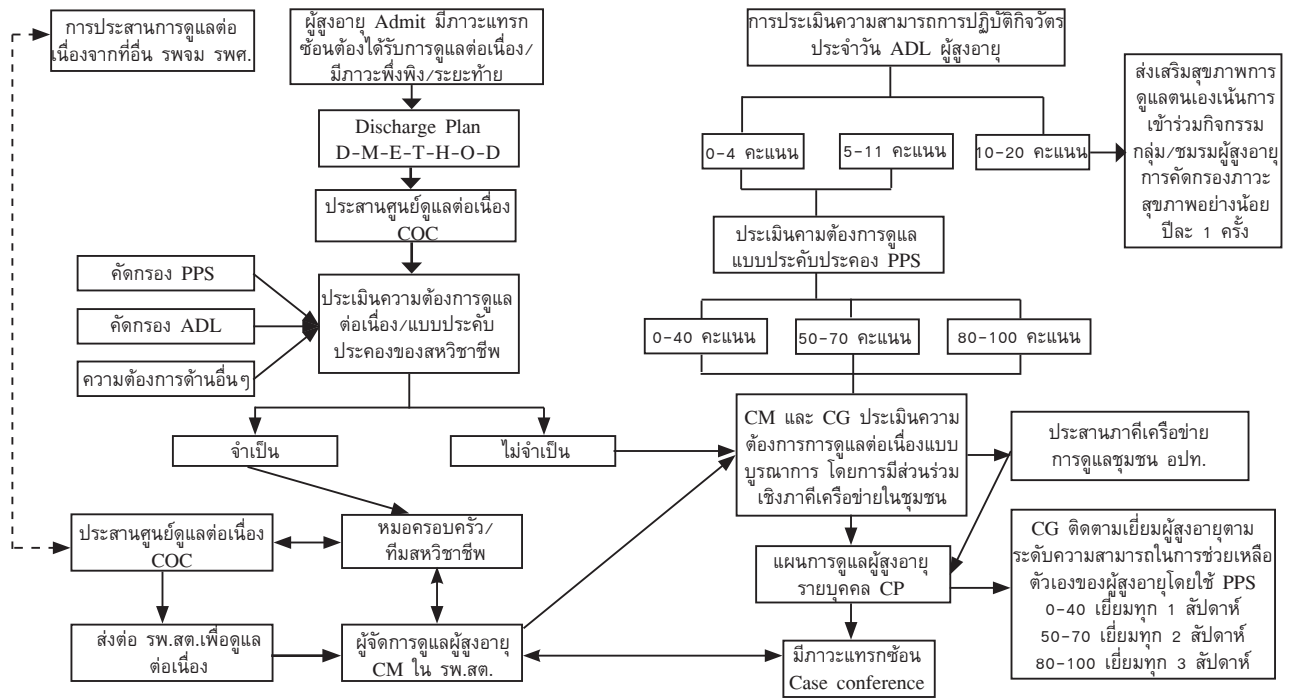 การประสานการดูแลต่อ
เนื่องจากที่อื่น รพจม รพศ.
ผู้สูงอายุ Admit มีภาวะแทรก
ซ้อนต้องได้รับการดูแลต่อเนื่อง/
มีภาวะพึ่งพิง/ระยะท้าย
Discharge Plan
D-M-E-T-H-O-D
ประสานศูนย์ดูแลต่อเนื่อง
COC
คัดกรอง PPS
คัดกรอง ADL
ความต้องการด้านอื่นๆ
ประเมินความต้องการดูแล
ต่อเนื่อง/แบบประคับ
ประคองของสหวิชาชีพ
จำเป็น
ไม่จำเป็น
ประสานศูนย์ดูแลต่อเนื่อง
COC
หมอครอบครัว/
ทีมสหวิชาชีพ
ส่งต่อ รพ.สต.เพื่อดูแล
ต่อเนื่อง
ผู้จัดการดูแลผู้สูงอายุ
CM ใน รพ.สต.
การประเมินความสามารถการปฏิบัติกิจวัตร
ประจำวัน ADL ผู้สูงอายุ
0-4 คะแนน
5-11 คะแนน
10-20 คะแนน
ส่งเสริมสุขภาพการ
ดูแลตนเองเน้นการ
เข้าร่วมกิจกรรม
กลุ่ม/ชมรมผู้สูงอายุ
การคัดกรองภาวะ
สุขภาพอย่างน้อย
ปีละ 1 ครั้ง
ประเมินคามต้องการดูแล
แบบประคับประคอง PPS
0-40 คะแนน
50-70 คะแนน
80-100 คะแนน
CM และ CG ประเมินความ
ต้องการการดูแลต่อเนื่องแบบ
บูรณาการ โดยการมีส่วนร่วม
เชิงภาคีเครือข่ายในชุมชน
ประสานภาคีเครือข่าย
การดูแลชุมชน อปท.
แผนการดูแลผู้สูงอายุ
รายบุคคล CP
CG ติดตามเยี่ยมผู้สูงอายุตาม
ระดับความสามารถในการช่วยเหลือ
ตัวเองของผู้สูงอายุโดยใช้ PPS
0-40 เยี่ยมทุก 1 สัปดาห์
50-70 เยี่ยมทุก 2 สัปดาห์
80-100 เยี่ยมทุก 3 สัปดาห์
มีภาวะแทรกซ้อน
Case conference